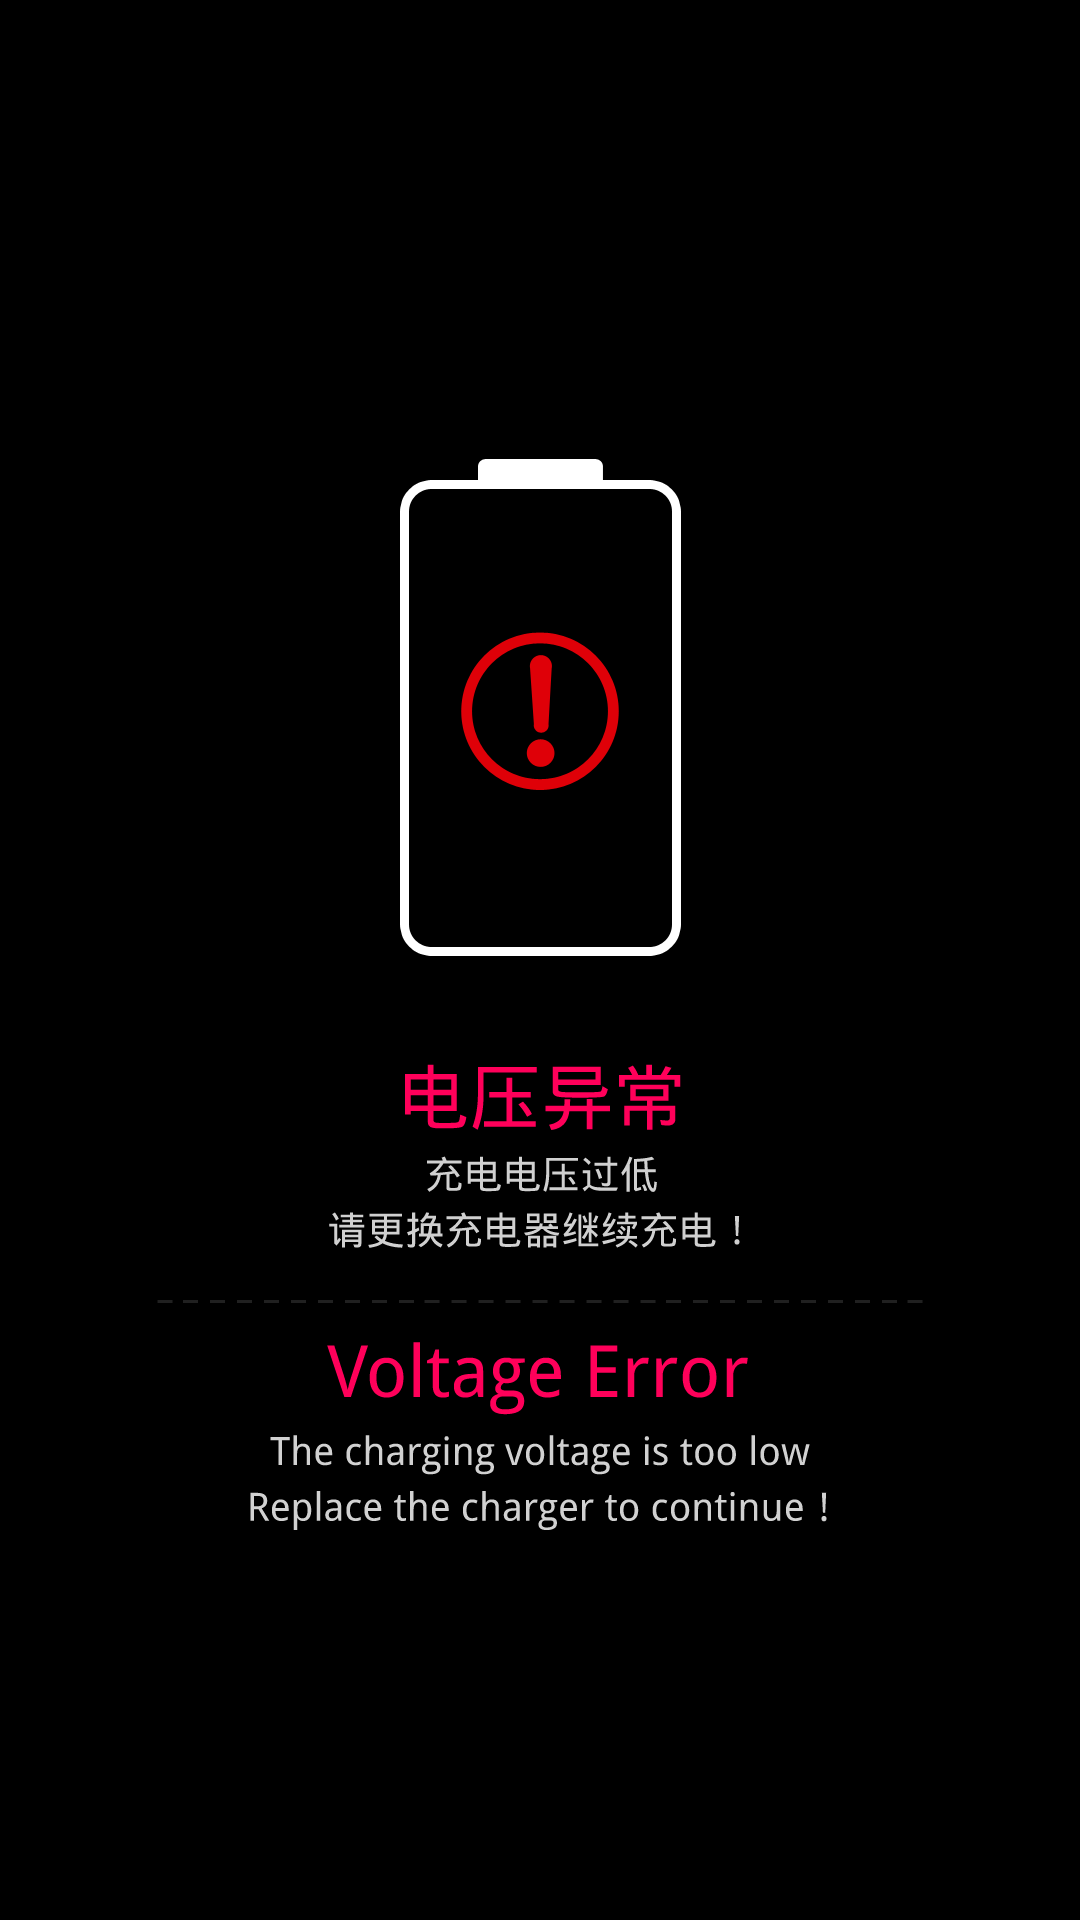 电压异常
充电电压过低
请更换充电器继续充电！
Voltage Error
The charging voltage is too low
Replace the charger to continue！